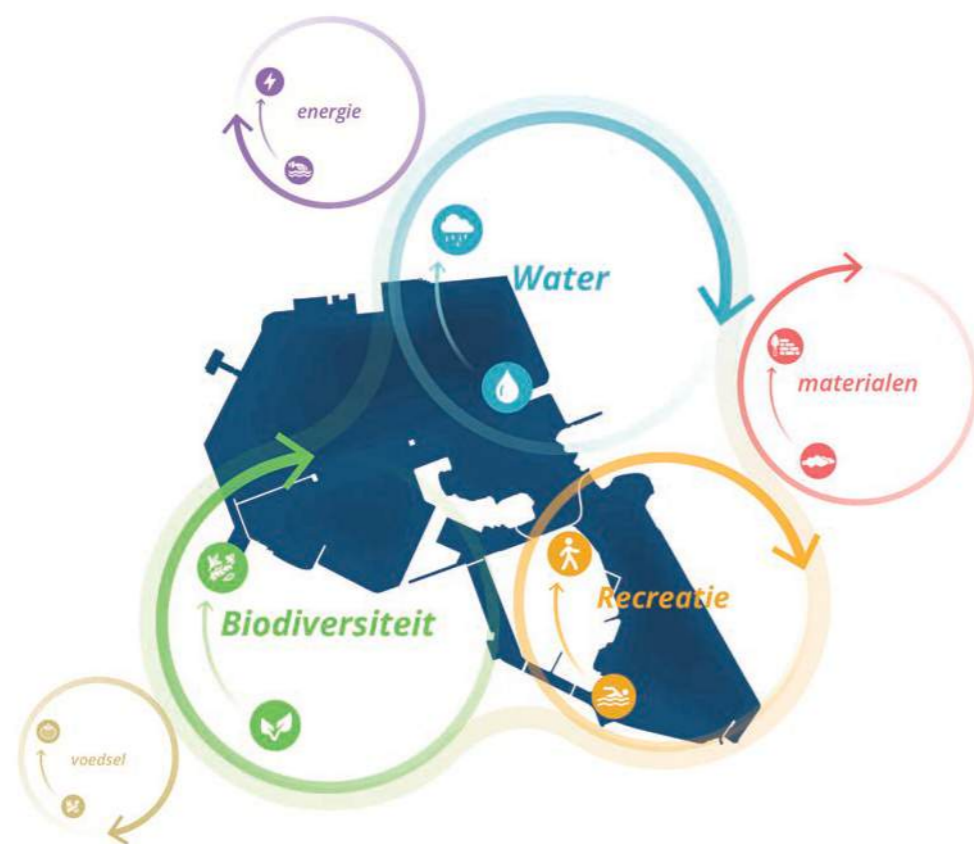 energie
Water
materialen
Recreatie
Biodiversiteit
voedsel